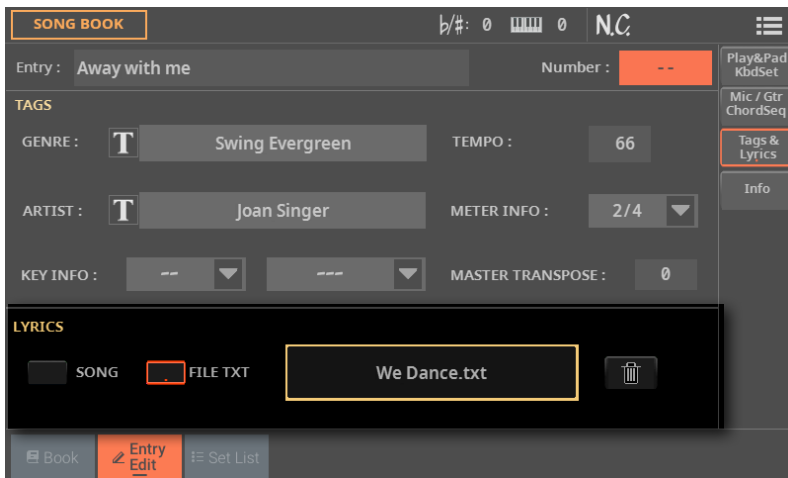 SONG BOOK
♭/#: 0 0 N.C.
Entry : Away with me Number : --
Play&Pad
KbdSet
Mic / Gtr
ChordSeq
Tags &
Lyrics
Info
TAGS
GENRE : T Swing Evergreen TEMPO : 66
ARTIST : T Joan Singer METER INFO : 2/4
KEY INFO : -- --- MASTER TRANSPOSE : 0
LYRICS
SONG FILE TXT We Dance.txt
Book Entry Edit Set List